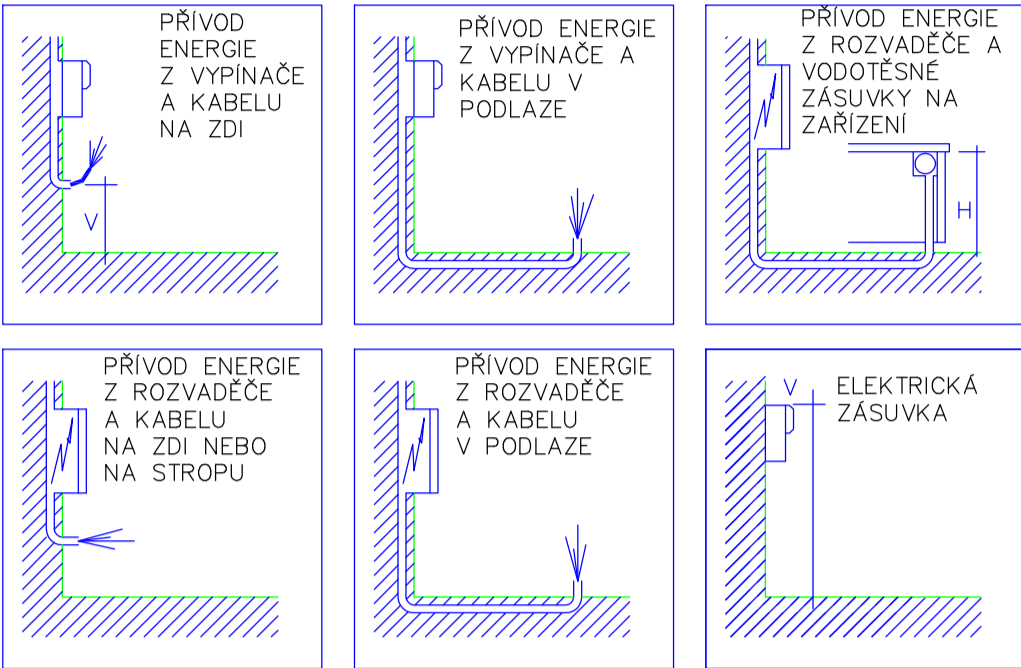 PŘÍVOD
ENERGIE
Z VYPÍNAČE
A KABELU
NA ZDI
V
PŘÍVOD ENERGIE
Z VYPÍNAČE A
KABELU V
PODLAZE
PŘÍVOD ENERGIE
Z ROZVADĚČE A
VODOTĚSNÉ
ZÁSUVKY NA
ZAŘÍZENÍ
H
PŘÍVOD ENERGIE
Z ROZVADĚČE
A KABELU
NA ZDI NEBO
NA STROPU
PŘÍVOD ENERGIE
Z ROZVADĚČE
A KABELU
V PODLAZE
V
ELEKTRICKÁ
ZÁSUVKA